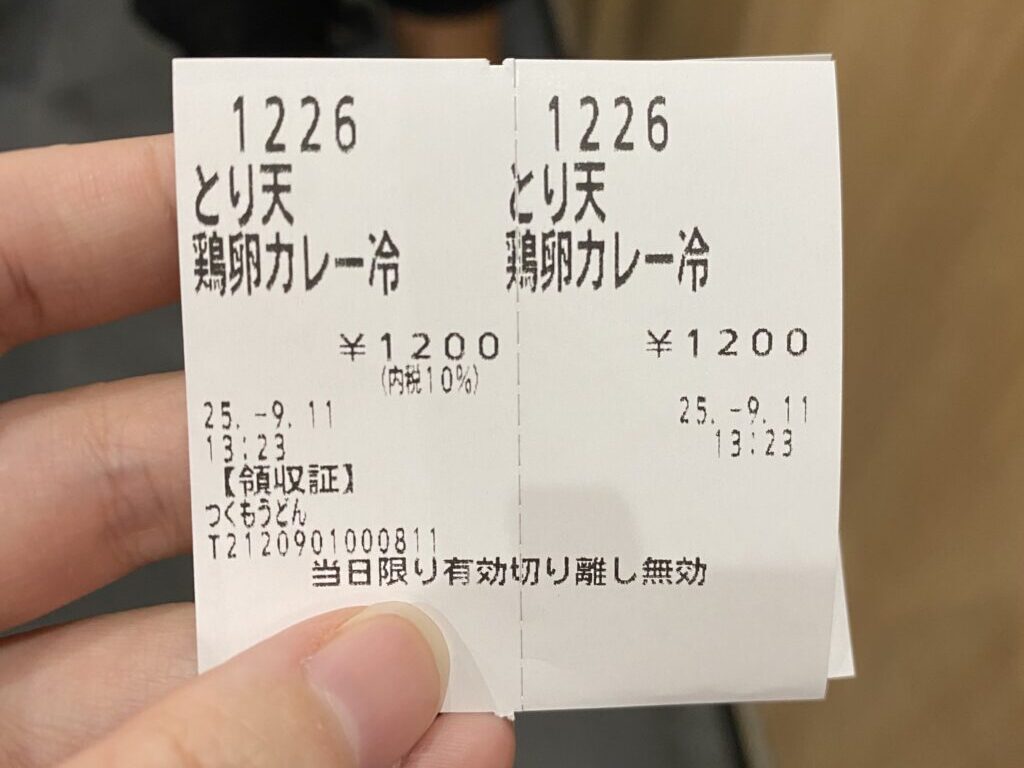 1226
とり天
鶏卵カレー冷
¥1200
(内税10%)
25.-9.11
13:23
【領収証】
つくもうどん
T2120901000811
1226
とり天
鶏卵カレー冷
¥1200
25.-9.11
13:23
当日限り有効切り離し無効